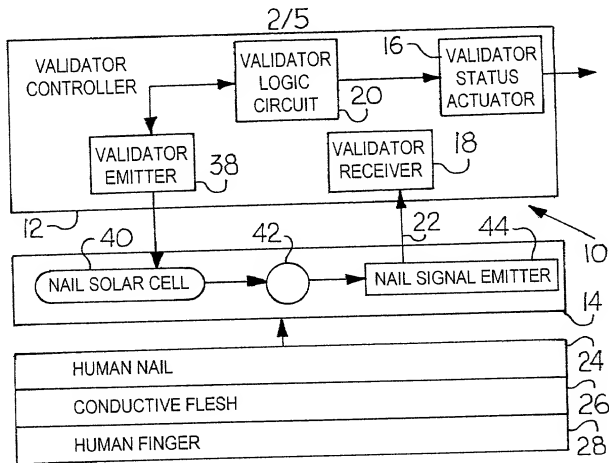 2/5
VALIDATOR
CONTROLLER
VALIDATOR
LOGIC
CIRCUIT
20
16
VALIDATOR
STATUS
ACTUATOR
VALIDATOR
EMITTER
38
VALIDATOR
RECEIVER
18
12
22
10
40
NAIL SOLAR CELL
42
44
NAIL SIGNAL EMITTER
14
HUMAN NAIL
24
CONDUCTIVE FLESH
26
HUMAN FINGER
28